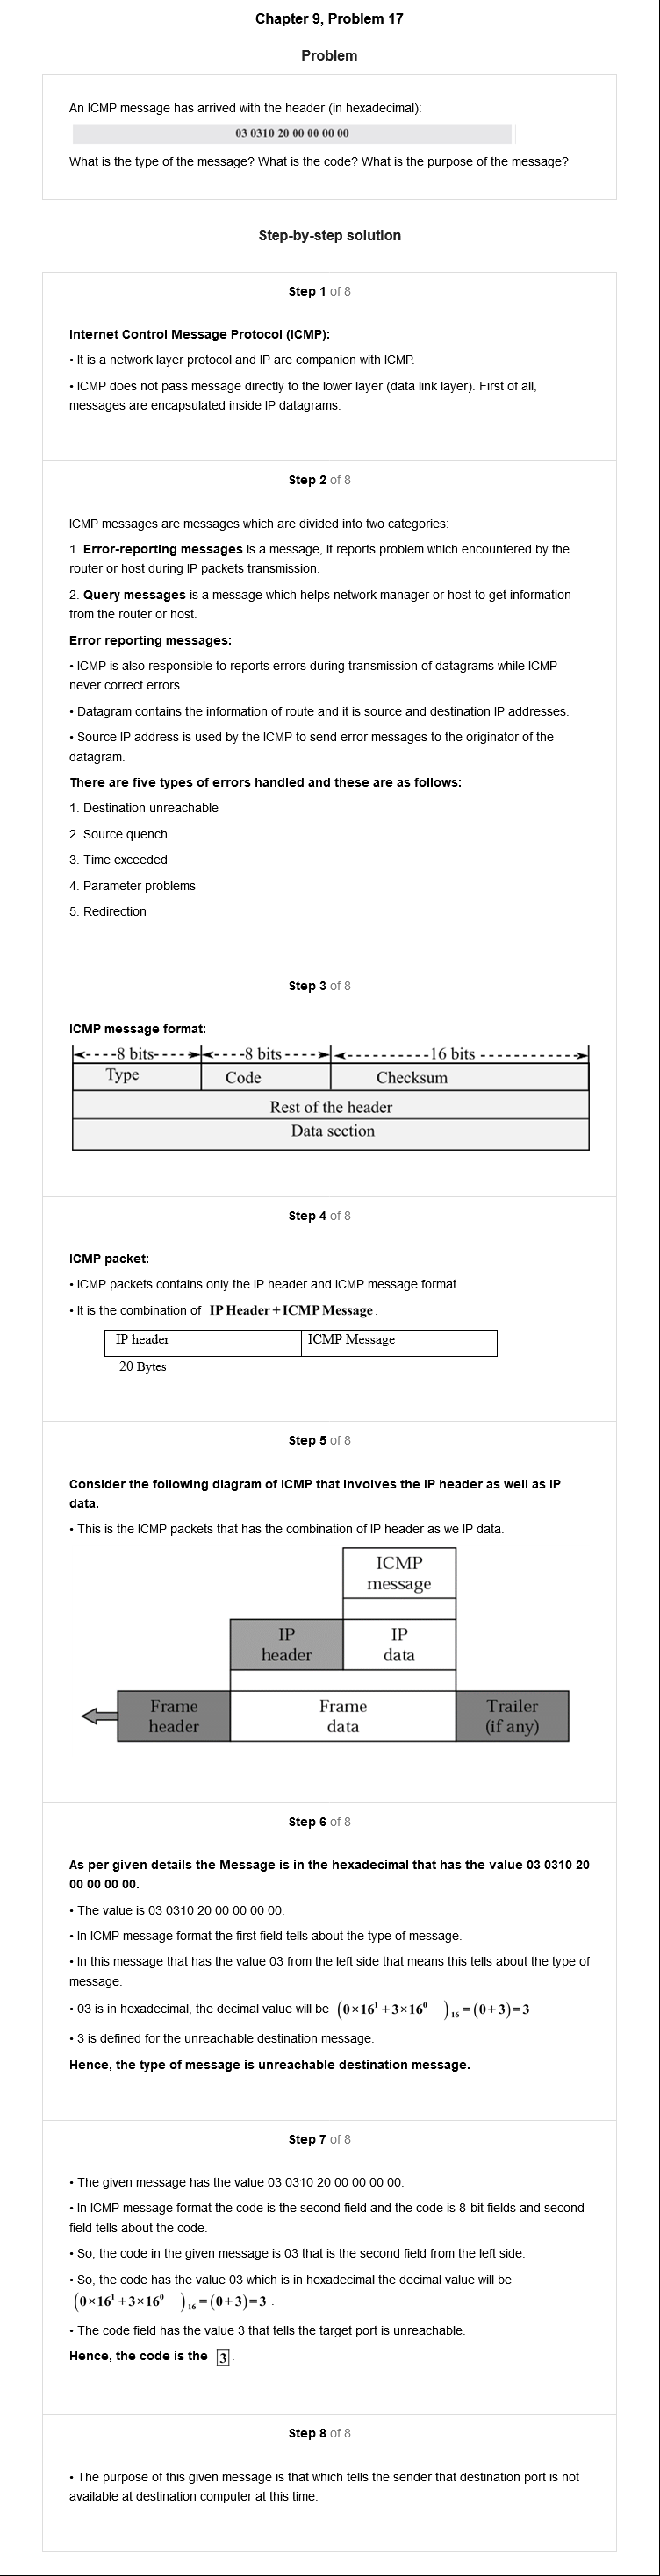 Chapter 9, Problem 17
Problem
An ICMP message has arrived with the header (in hexadecimal):
03 0310 20 00 00 00 00
What is the type of the message? What is the code? What is the purpose of the message?
Step-by-step solution
Step 1 of 8
Internet Control Message Protocol (ICMP):
• It is a network layer protocol and IP are companion with ICMP.
• ICMP does not pass message directly to the lower layer (data link layer). First of all,
messages are encapsulated inside IP datagrams.
Step 2 of 8
ICMP messages are messages which are divided into two categories:
1. Error-reporting messages is a message, it reports problem which encountered by the
router or host during IP packets transmission.
2. Query messages is a message which helps network manager or host to get information
from the router or host.
Error reporting messages:
• ICMP is also responsible to reports errors during transmission of datagrams while ICMP
never correct errors.
• Datagram contains the information of route and it is source and destination IP addresses.
• Source IP address is used by the ICMP to send error messages to the originator of the
datagram.
There are five types of errors handled and these are as follows:
1. Destination unreachable
2. Source quench
3. Time exceeded
4. Parameter problems
5. Redirection
Step 3 of 8
ICMP message format:
8 bits 8 bits 16 bits
Type Code Checksum
Rest of the header
Data section
Step 4 of 8
ICMP packet:
• ICMP packets contains only the IP header and ICMP message format.
• It is the combination of IP Header + ICMP Message .
IP header ICMP Message
20 Bytes
Step 5 of 8
Consider the following diagram of ICMP that involves the IP header as well as IP
data.
• This is the ICMP packets that has the combination of IP header as we IP data.
ICMP
message
IP IP
header data
Frame Frame Trailer
header data (if any)
Step 6 of 8
As per given details the Message is in the hexadecimal that has the value 03 0310 20
00 00 00 00.
• The value is 03 0310 20 00 00 00 00.
• In ICMP message format the first field tells about the type of message.
• In this message that has the value 03 from the left side that means this tells about the type of
message.
• 03 is in hexadecimal, the decimal value will be (0×16¹+3×16⁰ )₁₆=(0+3)=3
• 3 is defined for the unreachable destination message.
Hence, the type of message is unreachable destination message.
Step 7 of 8
• The given message has the value 03 0310 20 00 00 00 00.
• In ICMP message format the code is the second field and the code is 8-bit fields and second
field tells about the code.
• So, the code in the given message is 03 that is the second field from the left side.
• So, the code has the value 03 which is in hexadecimal the decimal value will be
(0×16¹+3×16⁰ )₁₆=(0+3)=3 .
• The code field has the value 3 that tells the target port is unreachable.
Hence, the code is the 3 .
Step 8 of 8
• The purpose of this given message is that which tells the sender that destination port is not
available at destination computer at this time.